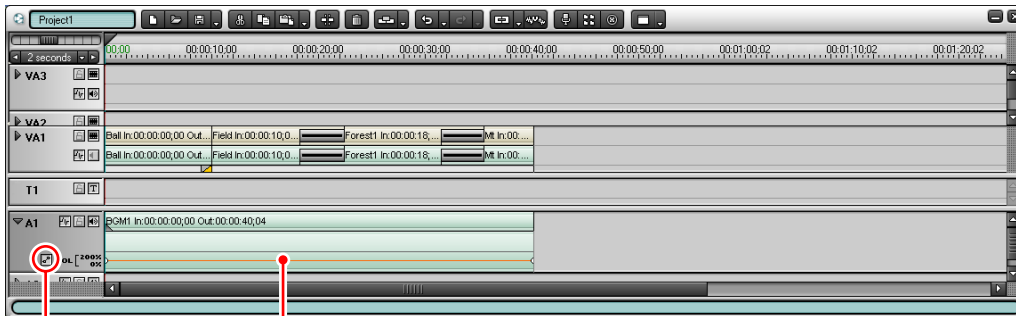 Project1
2 seconds
00:00 00:00:10;00 00:00:20;00 00:00:30;00 00:00:40;00 00:00:50;00 00:01:00;02 00:01:10;02 00:01:20;02
VA3
VA2
VA1
Ball In:00:00:00;00 Out... Field In:00:00:10;0... Forest1 In:00:00:18;... Mt In:00:...
Ball In:00:00:00;00 Out... Field In:00:00:10;0... Forest1 In:00:00:18;... Mt In:00:...
T1 T
A1 BGM1 In:00:00:00;00 Out:00:00:40;04
OL [200%
0%